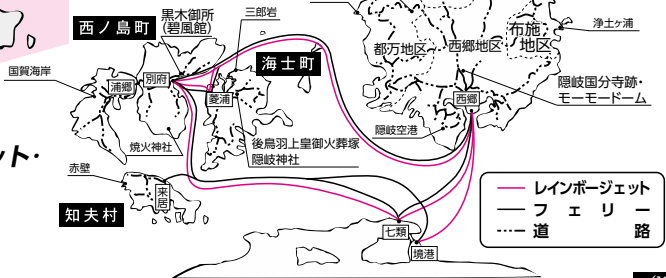 黒木御所
(碧風館)
西ノ島町
三郎岩
海士町
都万地区
西郷地区
布施
地区
浄土ヶ浦
国賀海岸
浦郷
別府
菱浦
西郷
隠岐国分寺跡・
モーモードーム
隠岐空港
焼火神社
後鳥羽上皇御火葬塚
隠岐神社
ット・
赤壁
来居
知夫村
七類
境港
レインボージェット
フェリー
道路